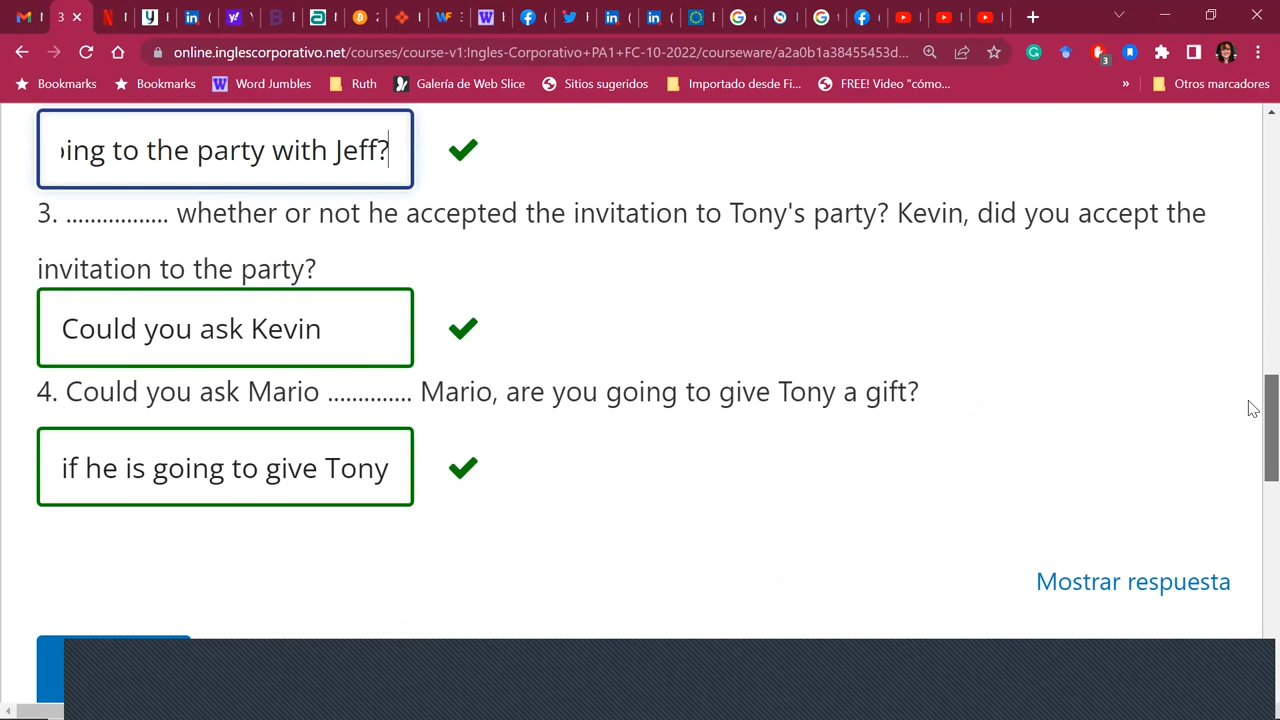 3
online.inglescorporativo.net/courses/course-v1:Ingles-Corporativo+PA1+FC-10-2022/courseware/a2a0b1a38455453d...
3
Bookmarks Bookmarks Word Jumbles Ruth Galería de Web Slice Sitios sugeridos Importado desde Fi... FREE! Video "cómo... » Otros marcadores
oing to the party with Jeff?
3. ................. whether or not he accepted the invitation to Tony's party? Kevin, did you accept the
invitation to the party?
Could you ask Kevin
4. Could you ask Mario .............. Mario, are you going to give Tony a gift?
if he is going to give Tony
Mostrar respuesta